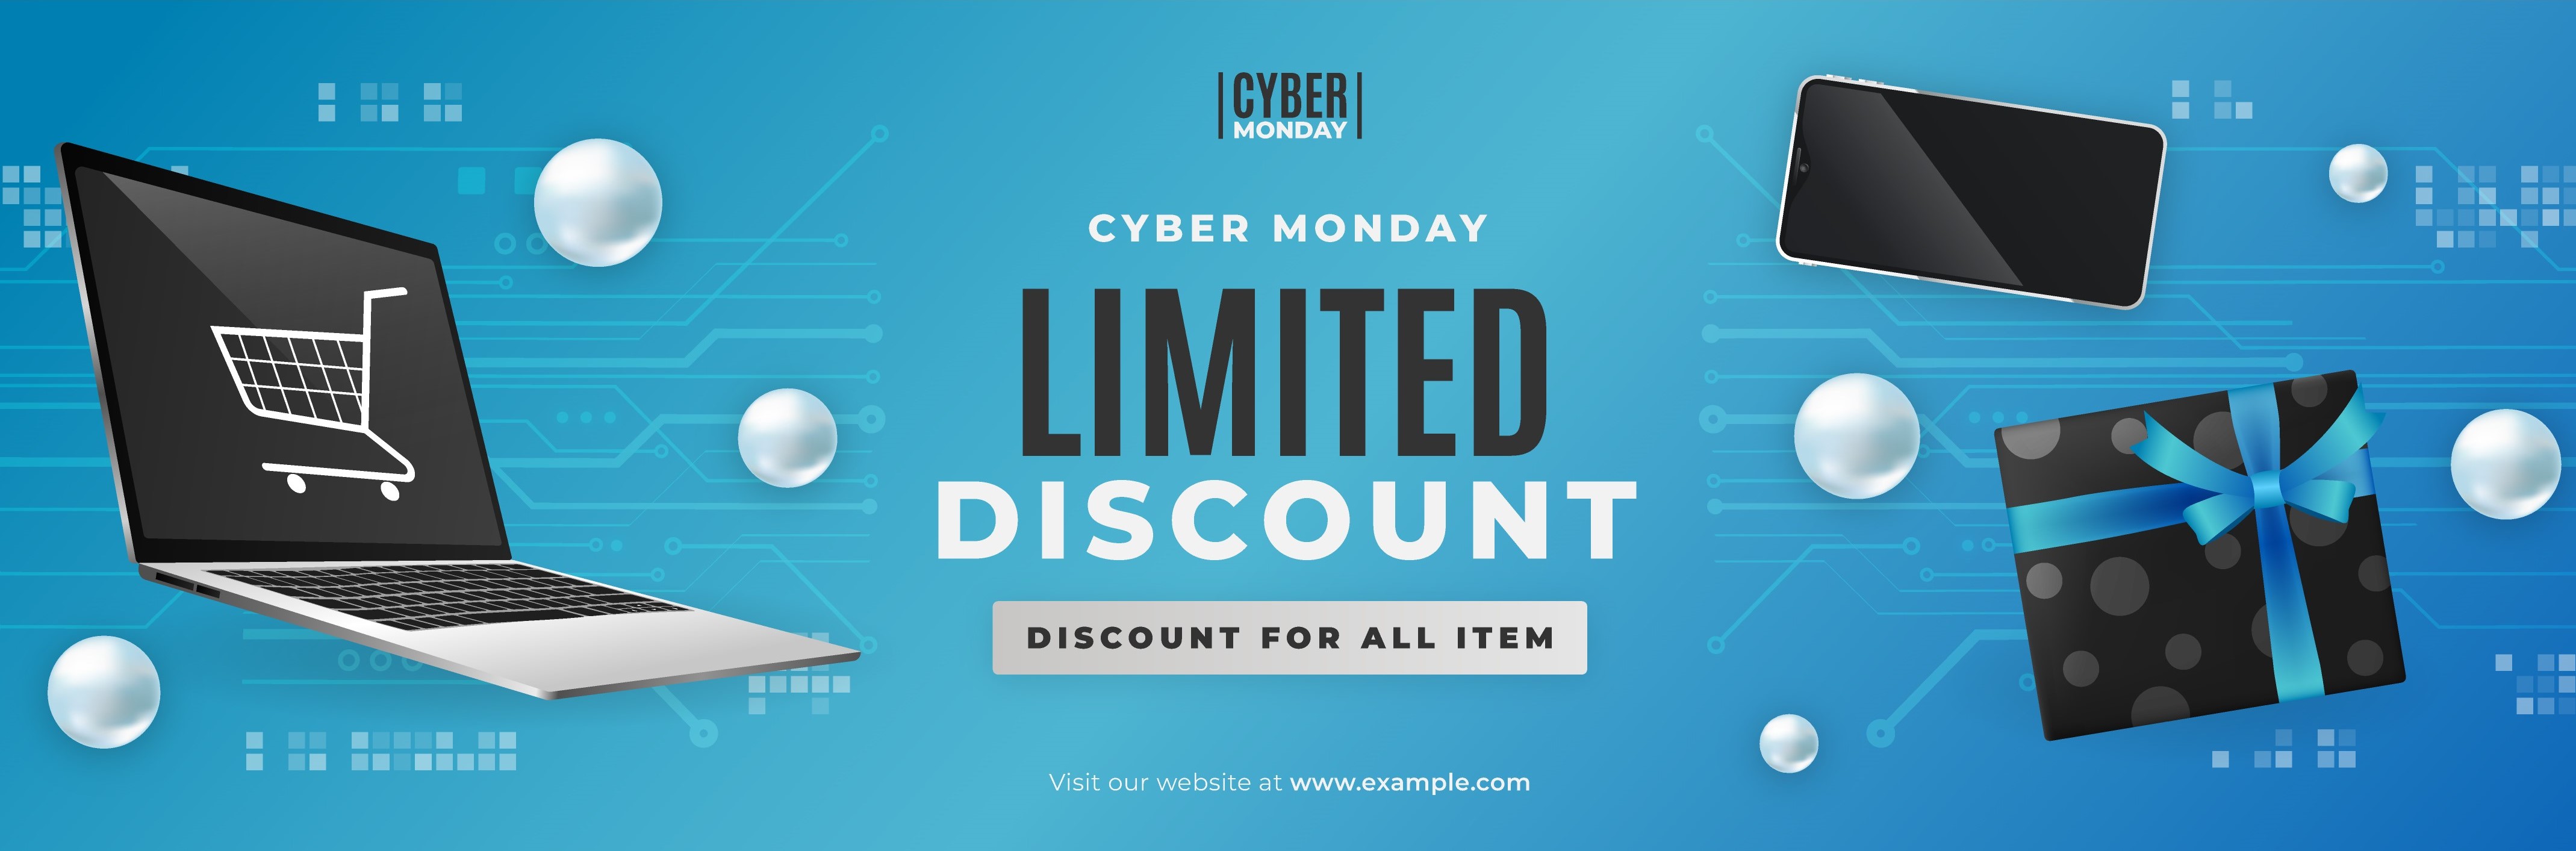 CYBER
MONDAY
CYBER MONDAY
LIMITED
DISCOUNT
DISCOUNT FOR ALL ITEM
Visit our website at www.example.com